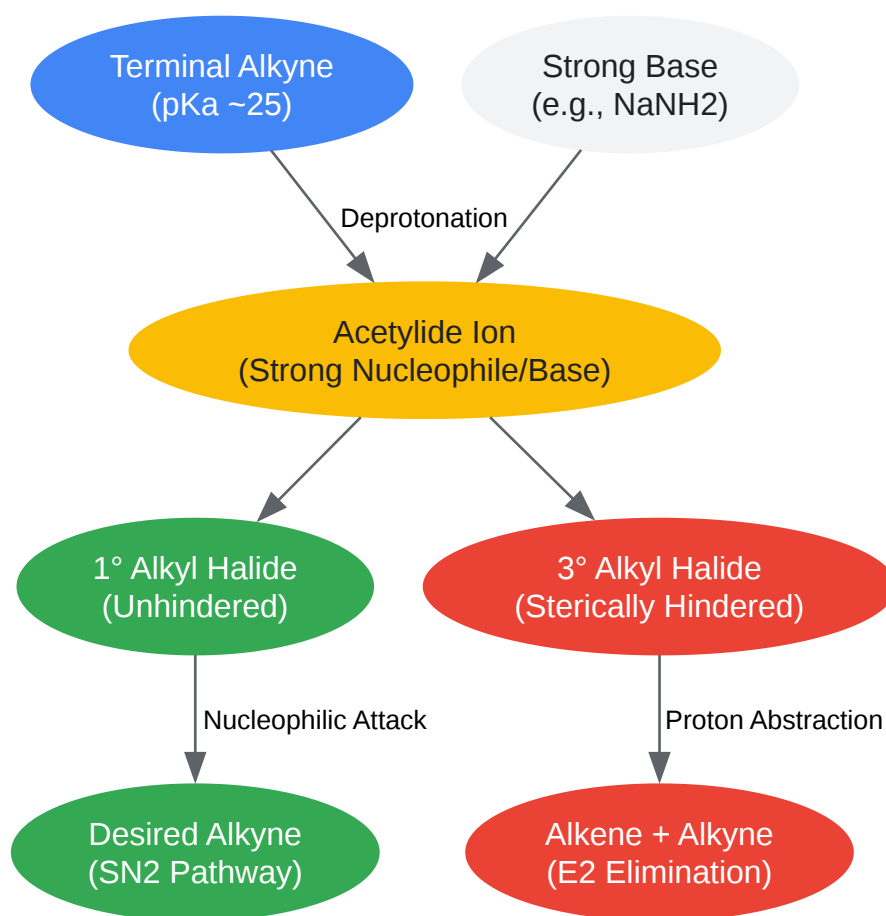 Terminal Alkyne
(pKa ~25)
Strong Base
(e.g., NaNH2)
Deprotonation
Acetylide Ion
(Strong Nucleophile/Base)
1° Alkyl Halide
(Unhindered)
3° Alkyl Halide
(Sterically Hindered)
Nucleophilic Attack
Proton Abstraction
Desired Alkyne
(SN2 Pathway)
Alkene + Alkyne
(E2 Elimination)